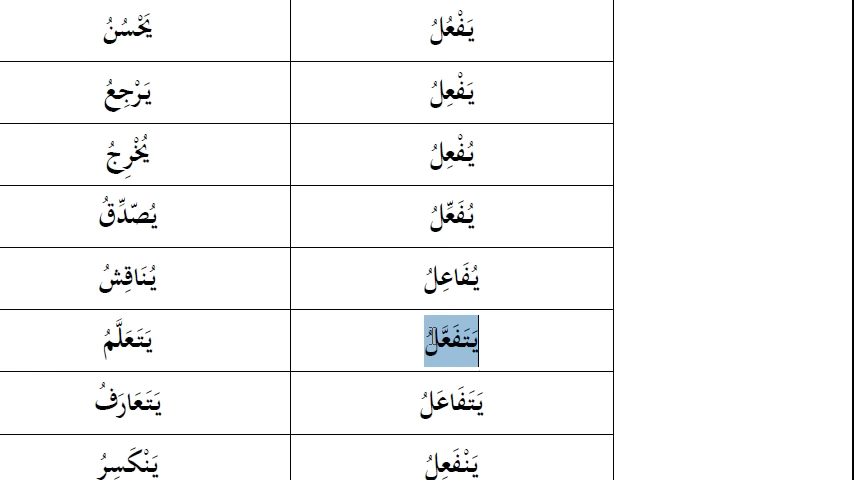 يَفْعُلُ يَحْسُنُ
يَفْعِلُ يَرْجِعُ
يُفْعِلُ يُخْرِجُ
يُفَعِّلُ يُصّدِّقُ
يُفَاعِلُ يُنَاقِشُ
يَتَفَعَّلُ يَتَعَلَّمُ
يَتَفَاعَلُ يَتَعَارَفُ
يَنْفَعِلُ يَنْكَسِرُ